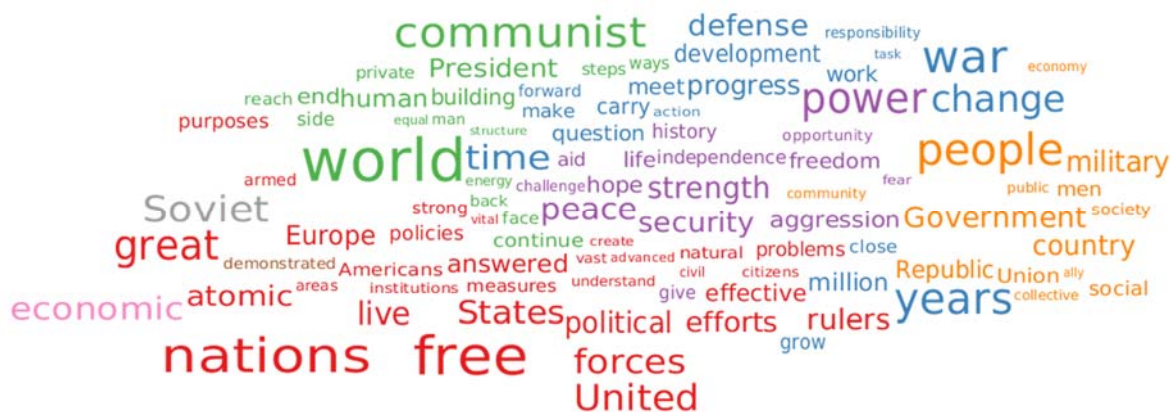 communist defense responsibility
private President steps ways development task war economy
reach end human building forward meet progress work
purposes side equal man make carry action power change
structure question history opportunity
world time aid life independence freedom people military
armed energy challenge hope strength community fear public men
Soviet strong back vital face peace security aggression Government society
great Europe policies continue create natural problems close country
demonstrated Americans answered vast advanced civil citizens million Republic Union ally
economic atomic areas institutions measures understand give effective years collective social
live States political efforts rulers
nations free forces grow
United